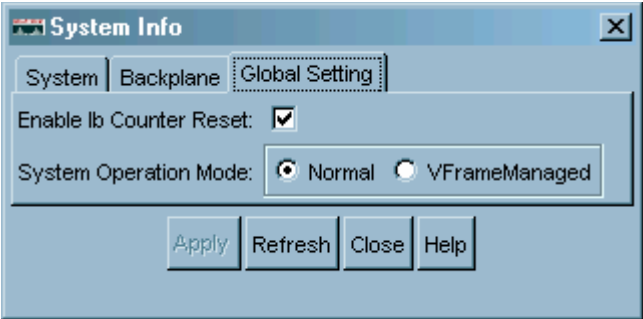 System Info
System Backplane Global Setting
Enable Ib Counter Reset:
System Operation Mode: Normal VFrameManaged
Apply Refresh Close Help